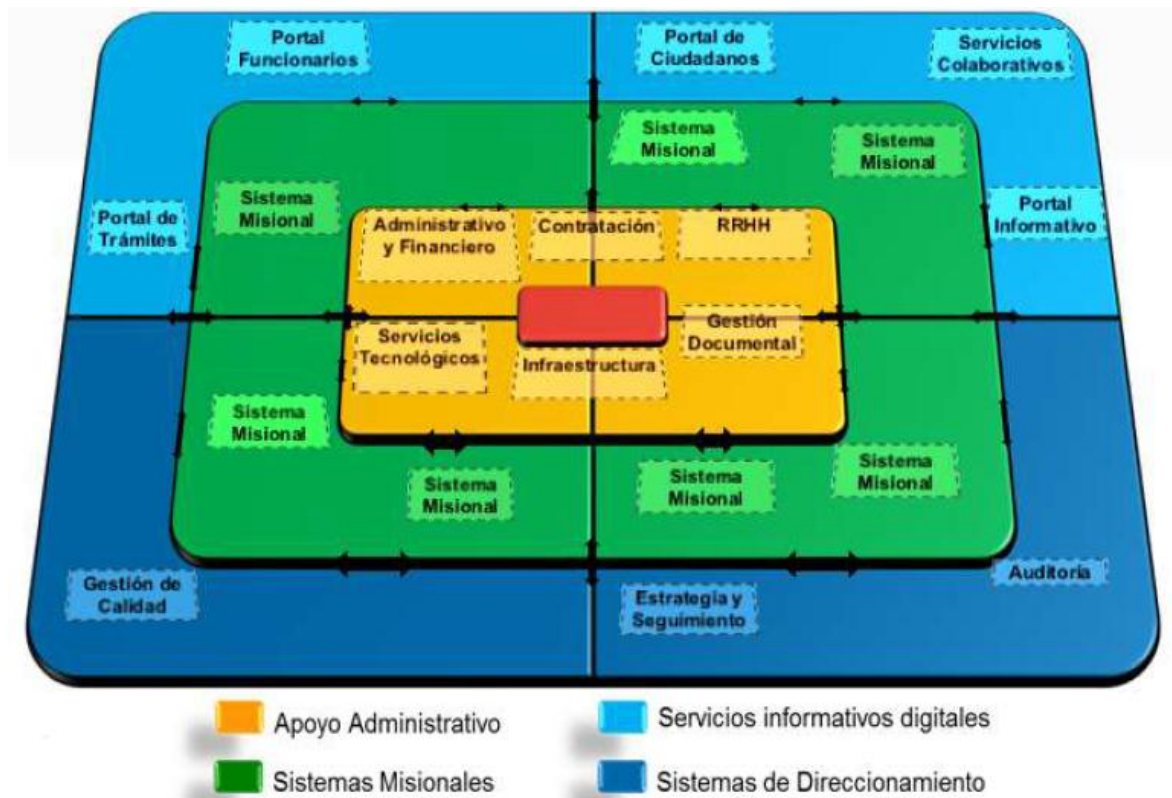 Portal
Funcionarios
Portal de
Ciudadanos
Servicios
Colaborativos
Sistema
Misional
Sistema
Misional
Sistema
Misional
Portal de
Trámites
Portal
Informativo
Administrativo
y Financiero
Contratación
RRHH
Servicios
Tecnológicos
Infraestructura
Gestión
Documental
Sistema
Misional
Sistema
Misional
Sistema
Misional
Sistema
Misional
Gestión de
Calidad
Estrategia y
Seguimiento
Auditoría
Apoyo Administrativo
Servicios informativos digitales
Sistemas Misionales
Sistemas de Direccionamiento